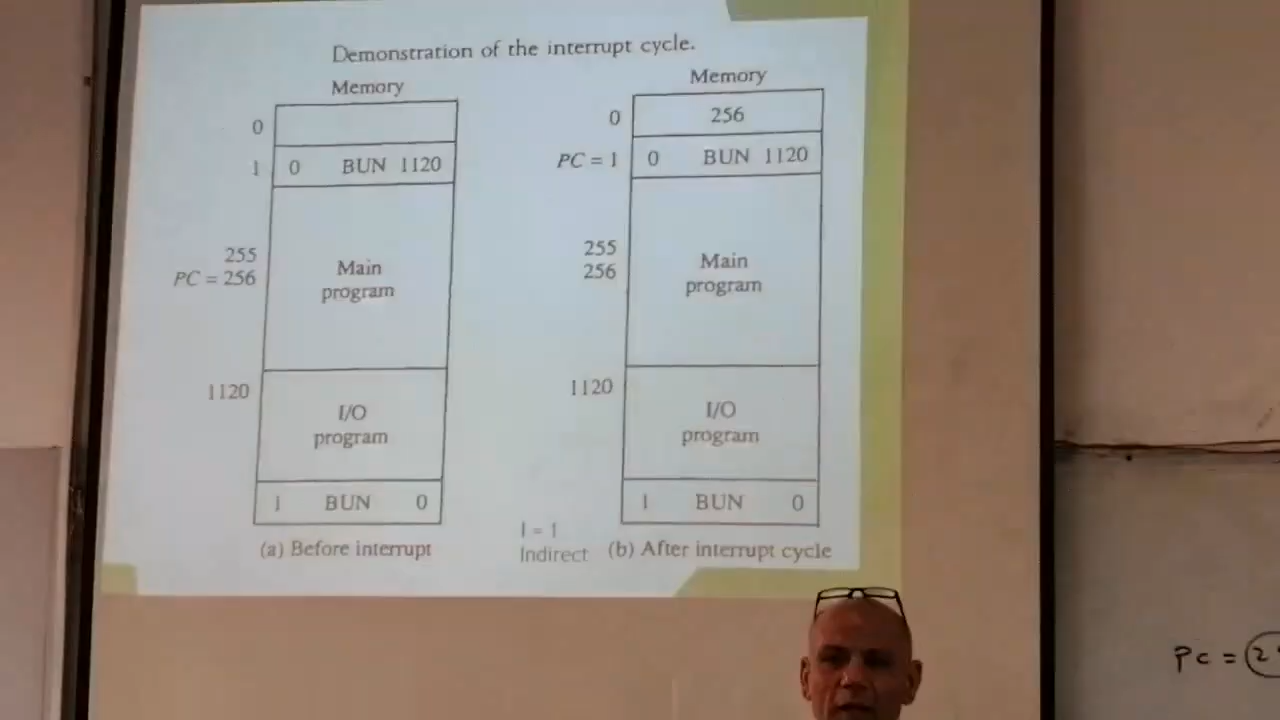 Demonstration of the interrupt cycle.
Memory
0
1 0 BUN 1120
255
PC = 256
Main
program
1120
I/O
program
1 BUN 0
(a) Before interrupt
Memory
0 256
PC = 1 0 BUN 1120
255
256
Main
program
1120
I/O
program
1 BUN 0
I = 1
Indirect
(b) After interrupt cycle
PC = 2